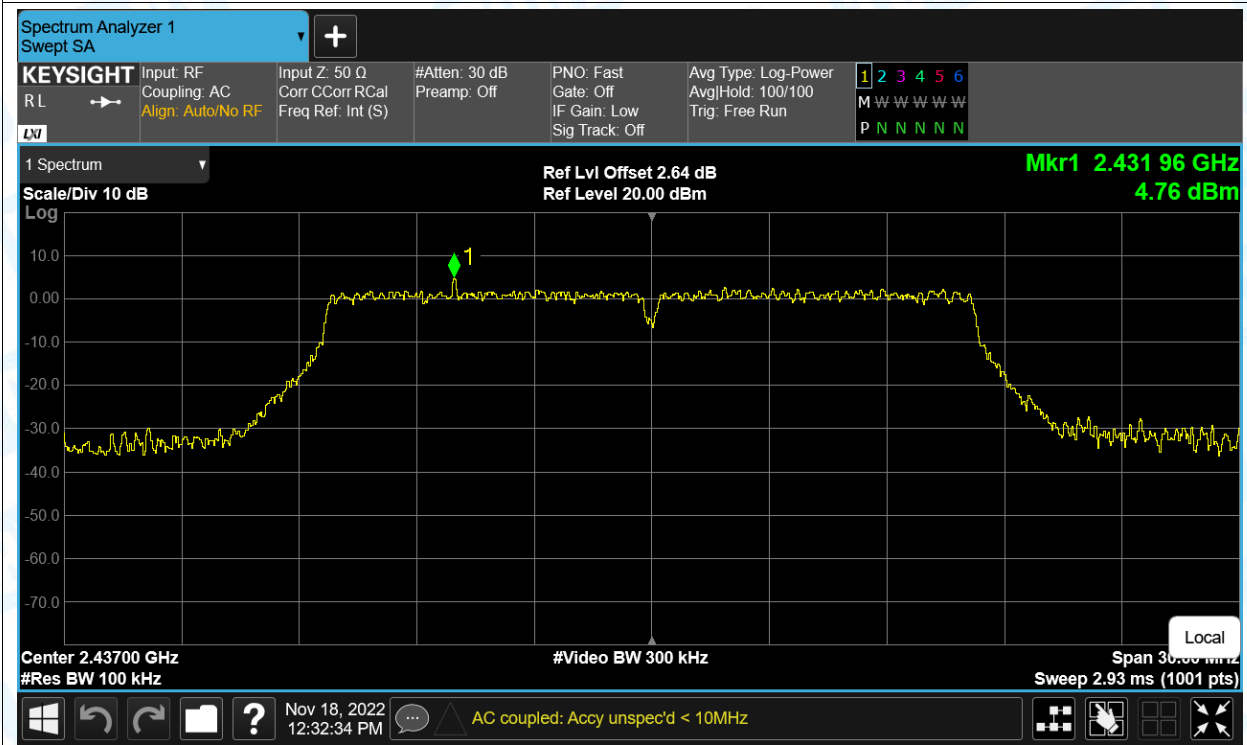 Spectrum Analyzer 1
Swept SA
KEYSIGHT
R L
LXI
Input: RF
Coupling: AC
Align: Auto/No RF
Input Z: 50 Ω
Corr CCorr RCal
Freq Ref: Int (S)
#Atten: 30 dB
Preamp: Off
PNO: Fast
Gate: Off
IF Gain: Low
Sig Track: Off
Avg Type: Log-Power
Avg|Hold: 100/100
Trig: Free Run
1 2 3 4 5 6
M W W W W W
P N N N N N
1 Spectrum
Scale/Div 10 dB
Log
Ref Lvl Offset 2.64 dB
Ref Level 20.00 dBm
Mkr1 2.431 96 GHz
4.76 dBm
1
10.0
0.00
-10.0
-20.0
-30.0
-40.0
-50.0
-60.0
-70.0
Local
Center 2.43700 GHz
#Video BW 300 kHz
Span 30.00 MHz
#Res BW 100 kHz
Sweep 2.93 ms (1001 pts)
?
Nov 18, 2022
12:32:34 PM
AC coupled: Accy unspec'd < 10MHz